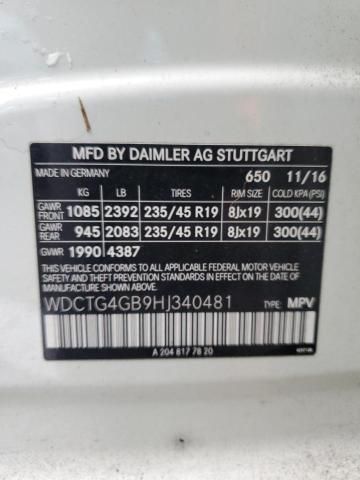 MFD BY DAIMLER AG STUTTGART
MADE IN GERMANY 650 11/16
KG LB TIRES RIM SIZE COLD KPA (PSI)
GAWR FRONT 1085 2392 235/45 R19 8Jx19 300(44)
GAWR REAR 945 2083 235/45 R19 8Jx19 300(44)
GVWR 1990 4387
THIS VEHICLE CONFORMS TO ALL APPLICABLE U.S. FEDERAL MOTOR VEHICLE
SAFETY BUMPER, AND THEFT PREVENTION STANDARDS IN EFFECT ON THE DATE
OF MANUFACTURE SHOWN ABOVE.
WDCTG4GB9HJ340481 TYPE: MPV
A 204 817 78 20